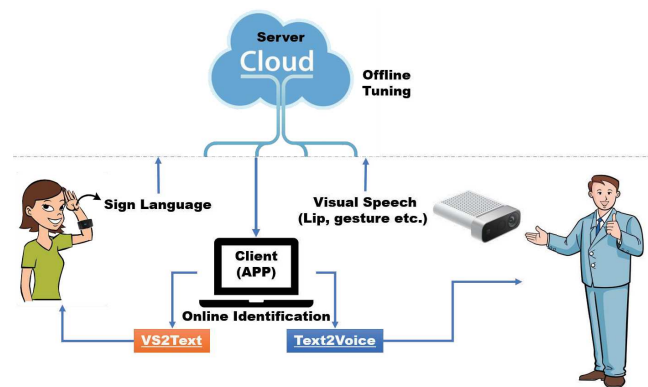 Server
Cloud
Offline
Tuning
Sign Language
Visual Speech
(Lip, gesture etc.)
Client
(APP)
Online Identification
VS2Text
Text2Voice